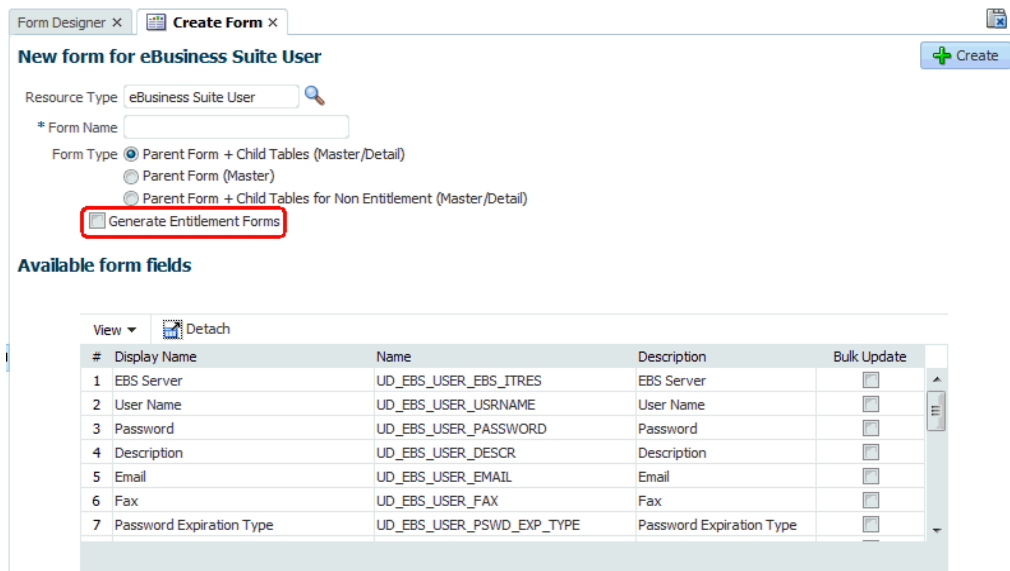 Form Designer × Create Form ×
New form for eBusiness Suite User
Create
Resource Type eBusiness Suite User
* Form Name
Form Type Parent Form + Child Tables (Master/Detail)
Parent Form (Master)
Parent Form + Child Tables for Non Entitlement (Master/Detail)
Generate Entitlement Forms
Available form fields
View Detach
# Display Name Name Description Bulk Update
1 EBS Server UD_EBS_USER_EBS_ITRES EBS Server
2 User Name UD_EBS_USER_USRNAME User Name
3 Password UD_EBS_USER_PASSWORD Password
4 Description UD_EBS_USER_DESCR Description
5 Email UD_EBS_USER_EMAIL Email
6 Fax UD_EBS_USER_FAX Fax
7 Password Expiration Type UD_EBS_USER_PSWD_EXP_TYPE Password Expiration Type